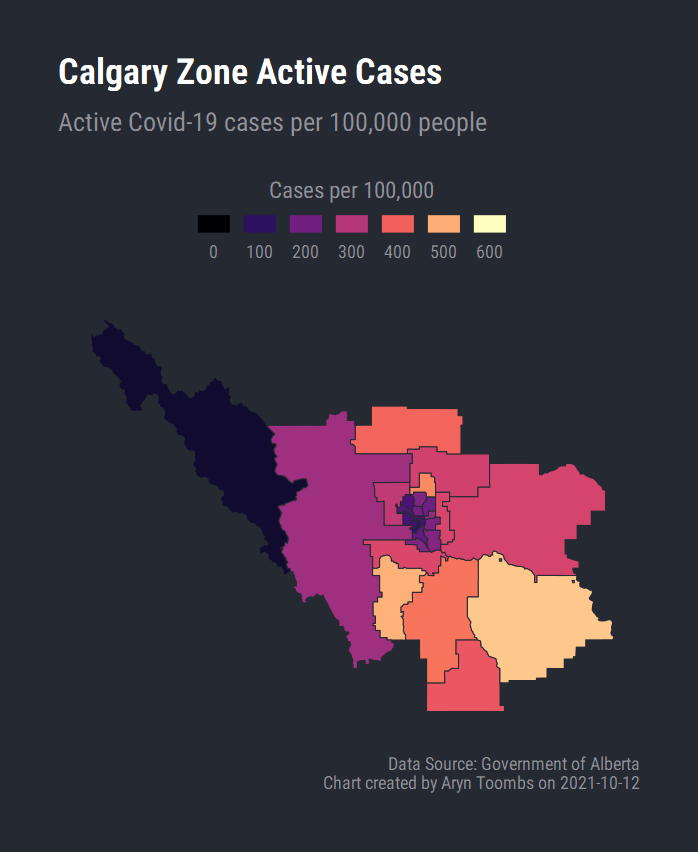 Calgary Zone Active Cases
Active Covid-19 cases per 100,000 people
Cases per 100,000
0 100 200 300 400 500 600
Data Source: Government of Alberta
Chart created by Aryn Toombs on 2021-10-12